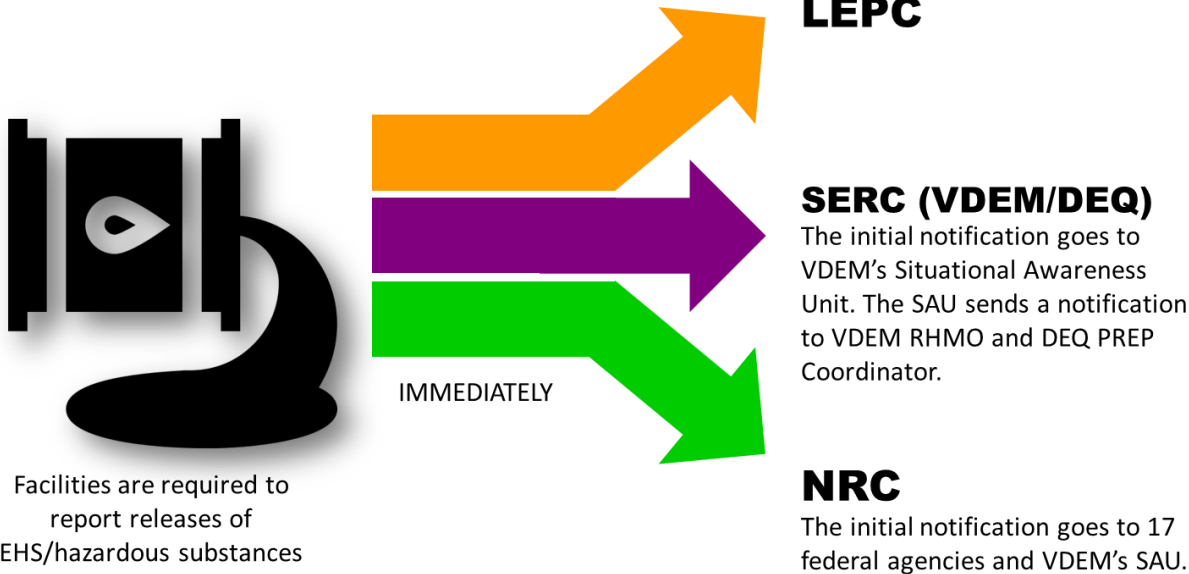 LEPC
SERC (VDEM/DEQ)
The initial notification goes to
VDEM’s Situational Awareness
Unit. The SAU sends a notification
to VDEM RHMO and DEQ PREP
Coordinator.
IMMEDIATELY
Facilities are required to
report releases of
EHS/hazardous substances
NRC
The initial notification goes to 17
federal agencies and VDEM’s SAU.